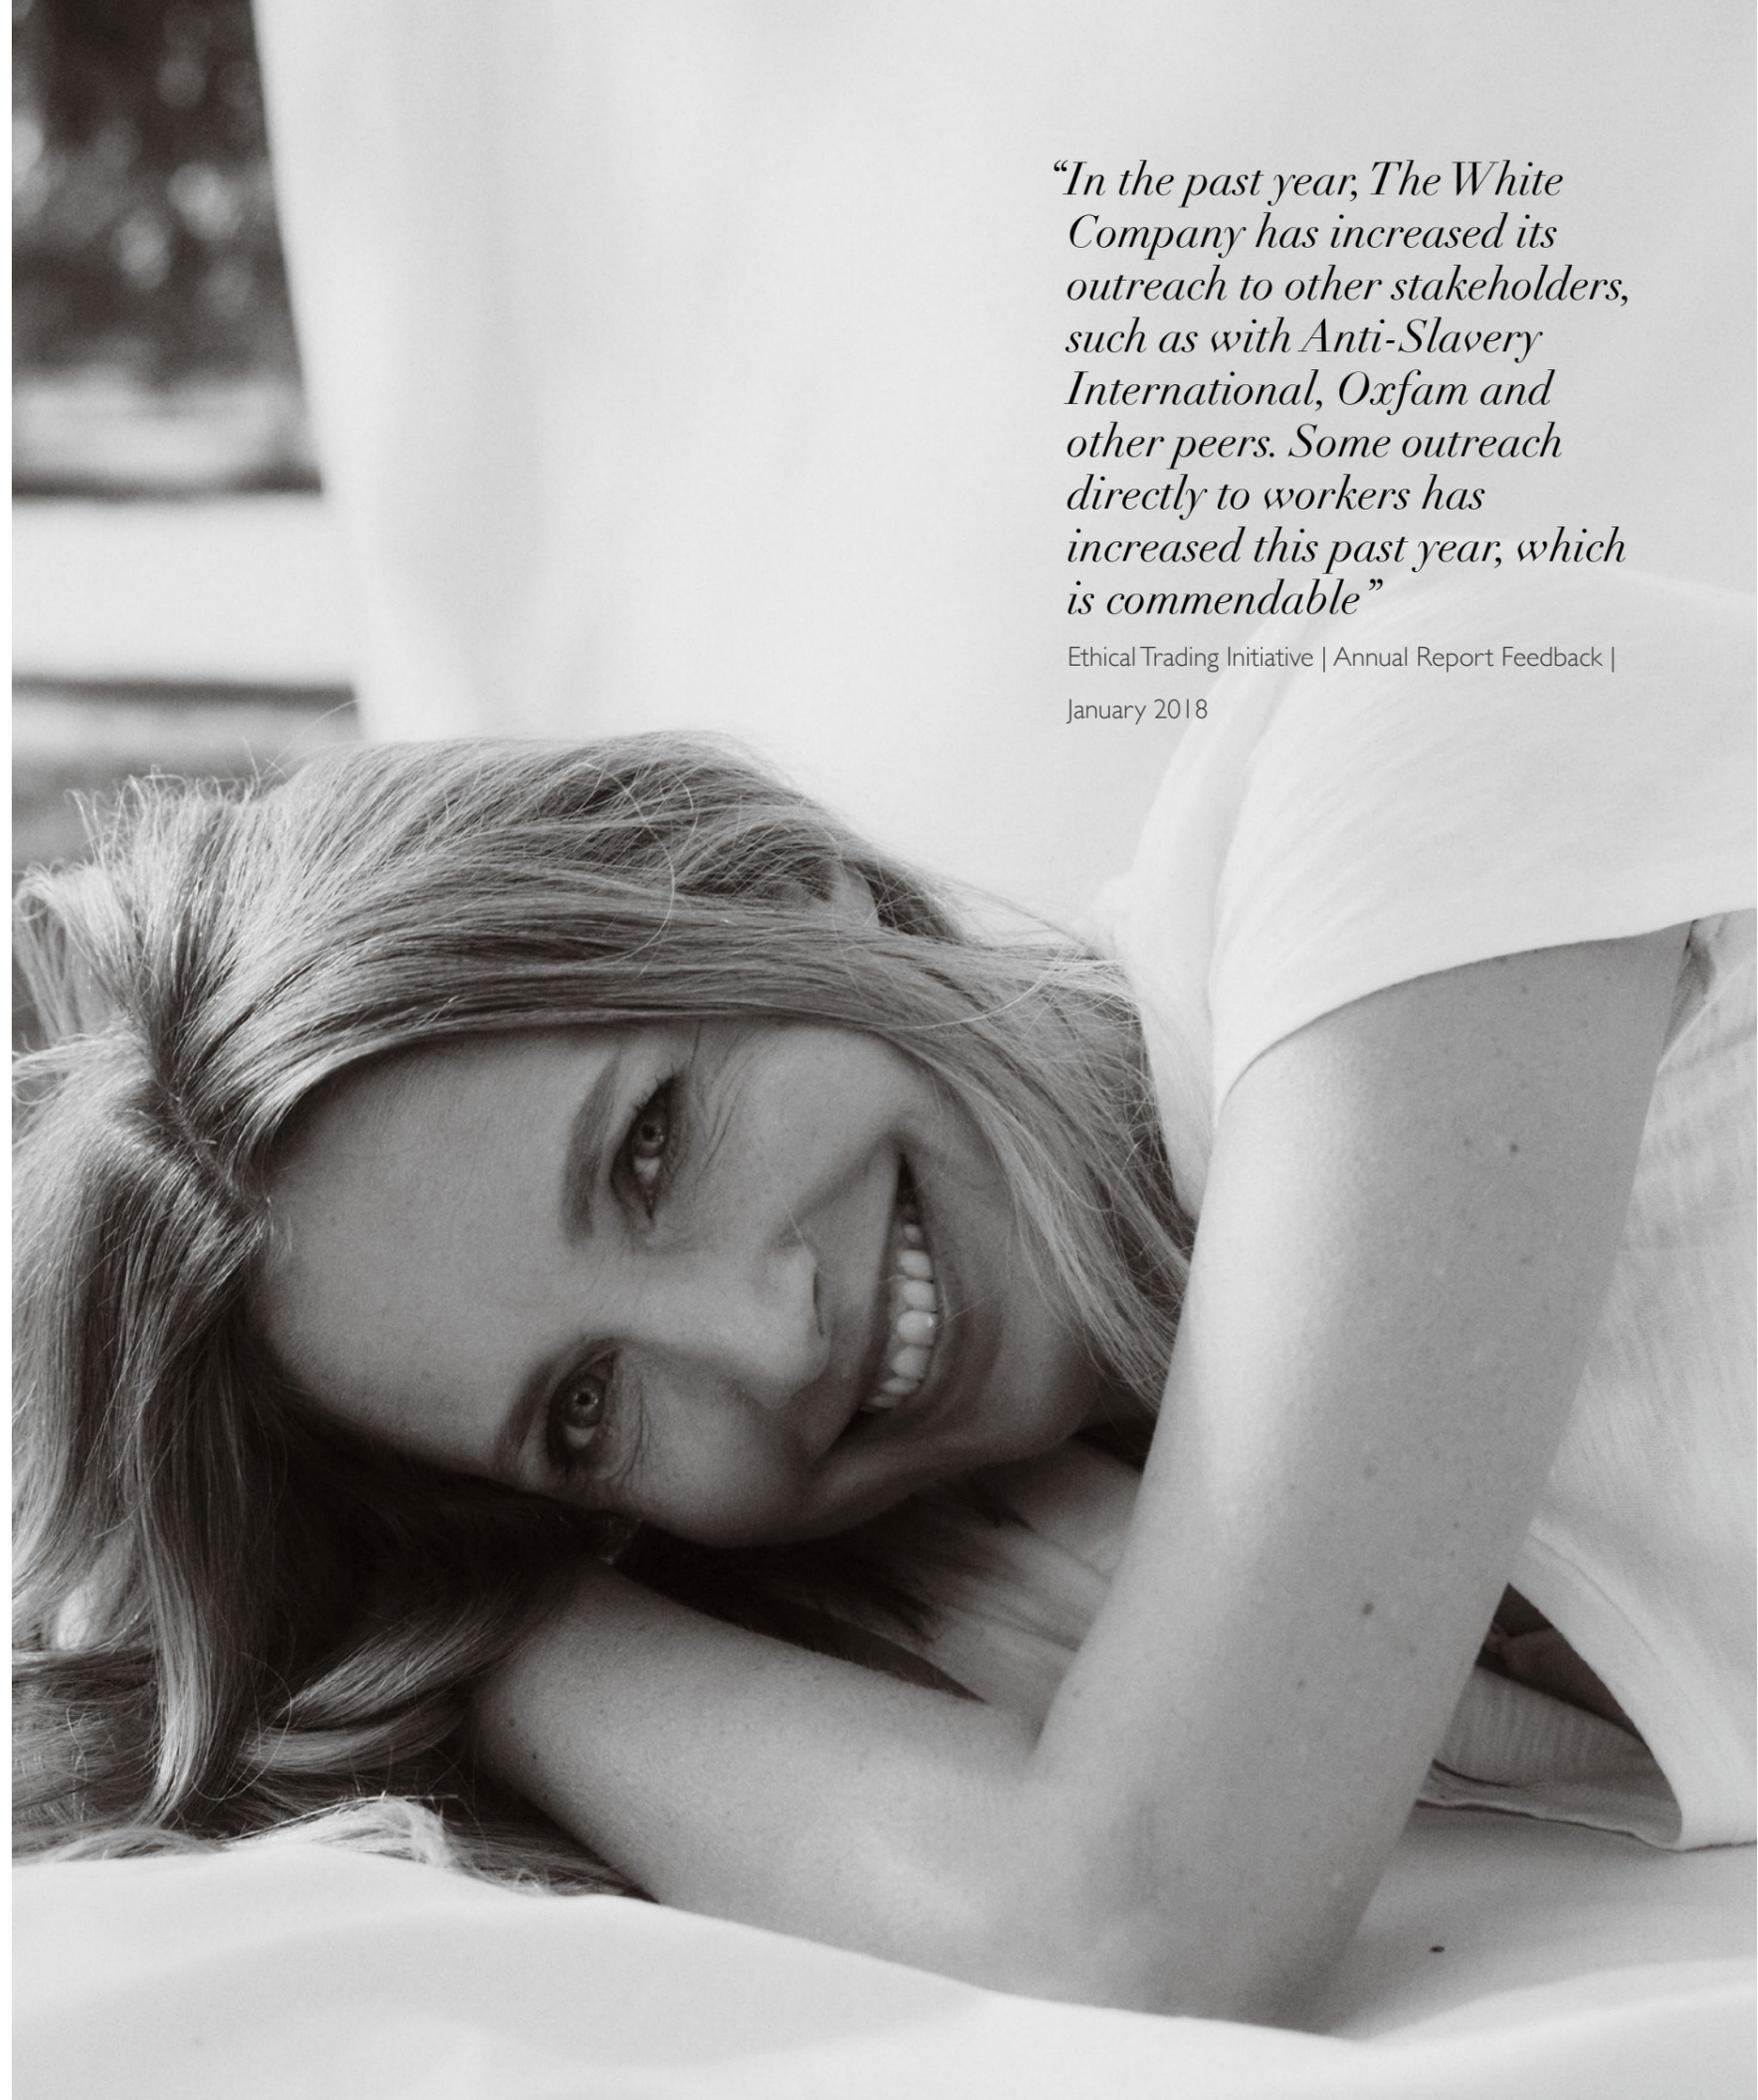 “In the past year, The White
Company has increased its
outreach to other stakeholders,
such as with Anti-Slavery
International, Oxfam and
other peers. Some outreach
directly to workers has
increased this past year, which
is commendable”
Ethical Trading Initiative | Annual Report Feedback |
January 2018